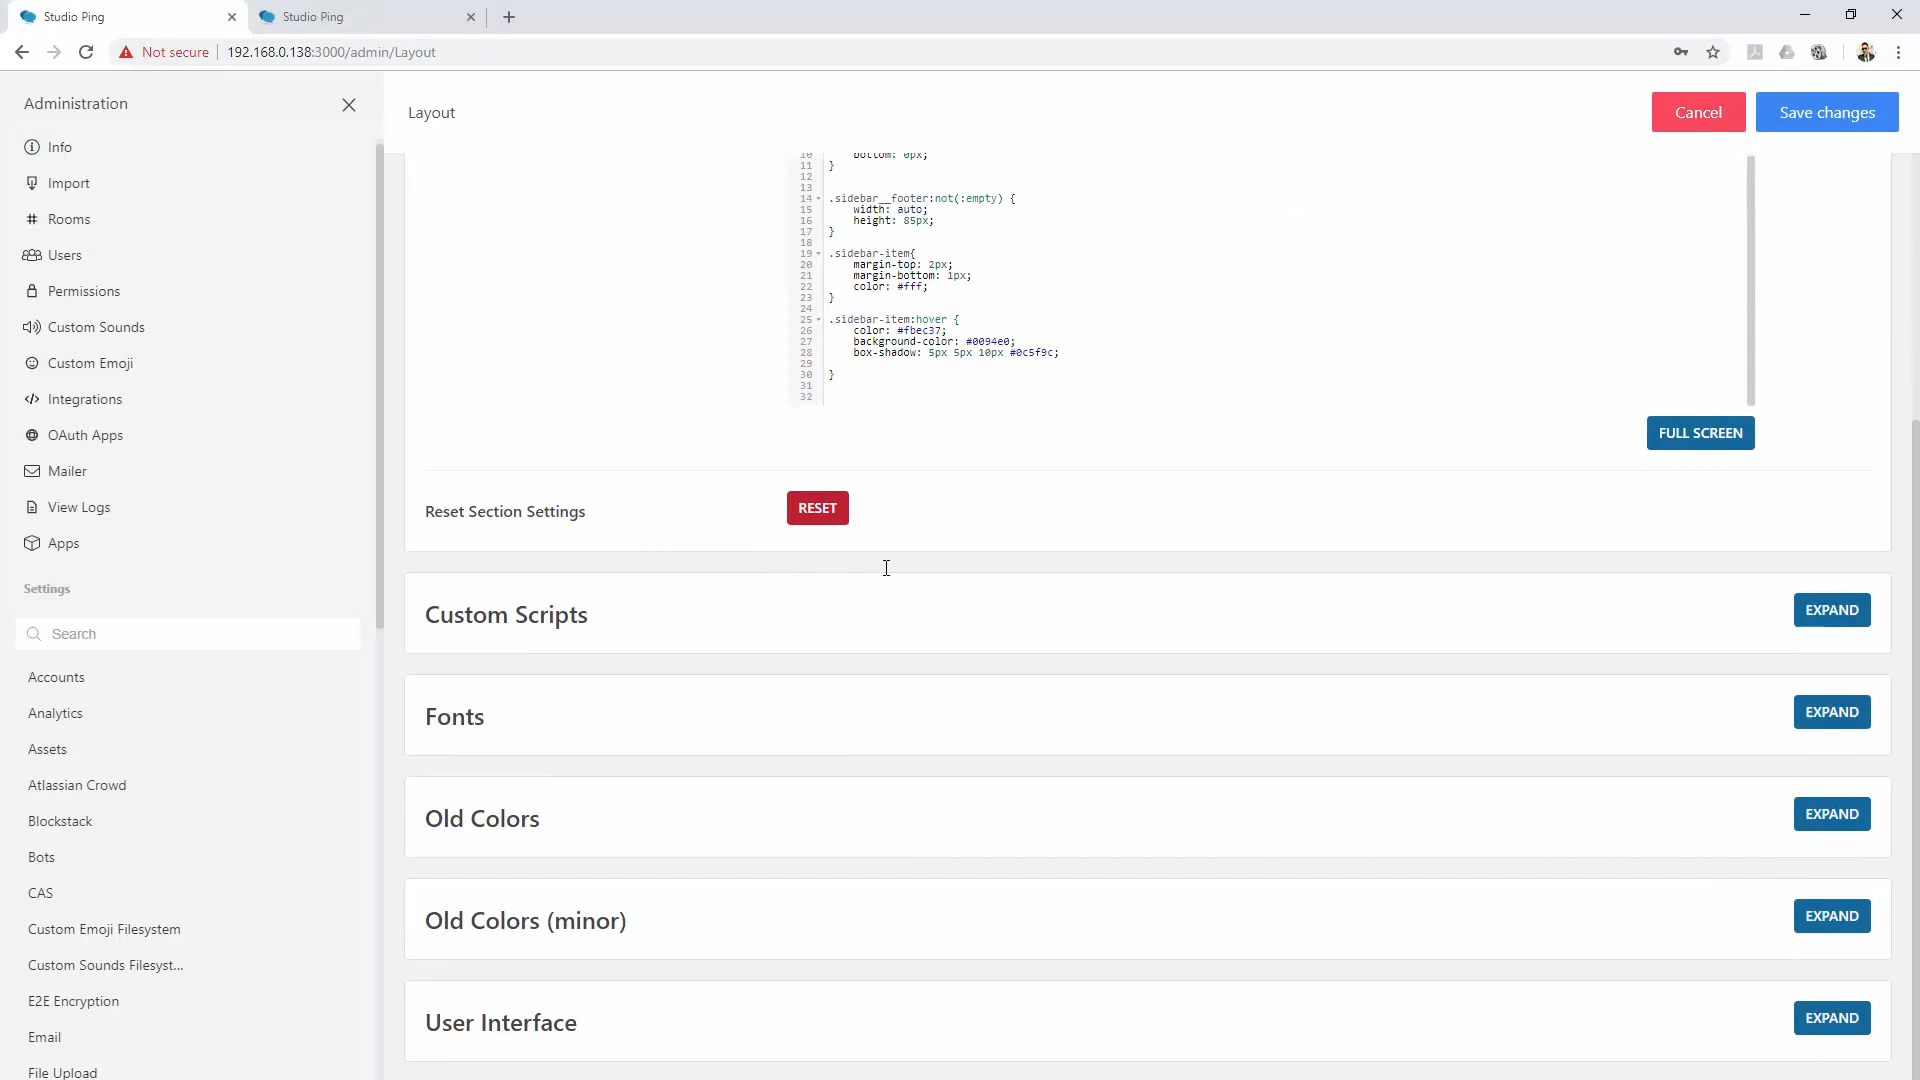 Studio Ping
Studio Ping
Not secure
192.168.0.138:3000/admin/Layout
Administration
Info
Import
Rooms
Users
Permissions
Custom Sounds
Custom Emoji
Integrations
OAuth Apps
Mailer
View Logs
Apps
Settings
Search
Accounts
Analytics
Assets
Atlassian Crowd
Blockstack
Bots
CAS
Custom Emoji Filesystem
Custom Sounds Filesyst...
E2E Encryption
Email
File Upload
Layout
Cancel
Save changes
10 bottom: 0px;
11 }
12
13
14 .sidebar__footer:not(:empty) {
15 width: auto;
16 height: 85px;
17 }
18
19 .sidebar-item{
20 margin-top: 2px;
21 margin-bottom: 1px;
22 color: #fff;
23 }
24
25 .sidebar-item:hover {
26 color: #fbec37;
27 background-color: #0094e0;
28 box-shadow: 5px 5px 10px #0c5f9c;
29
30 }
31
32
FULL SCREEN
Reset Section Settings
RESET
Custom Scripts
EXPAND
Fonts
EXPAND
Old Colors
EXPAND
Old Colors (minor)
EXPAND
User Interface
EXPAND